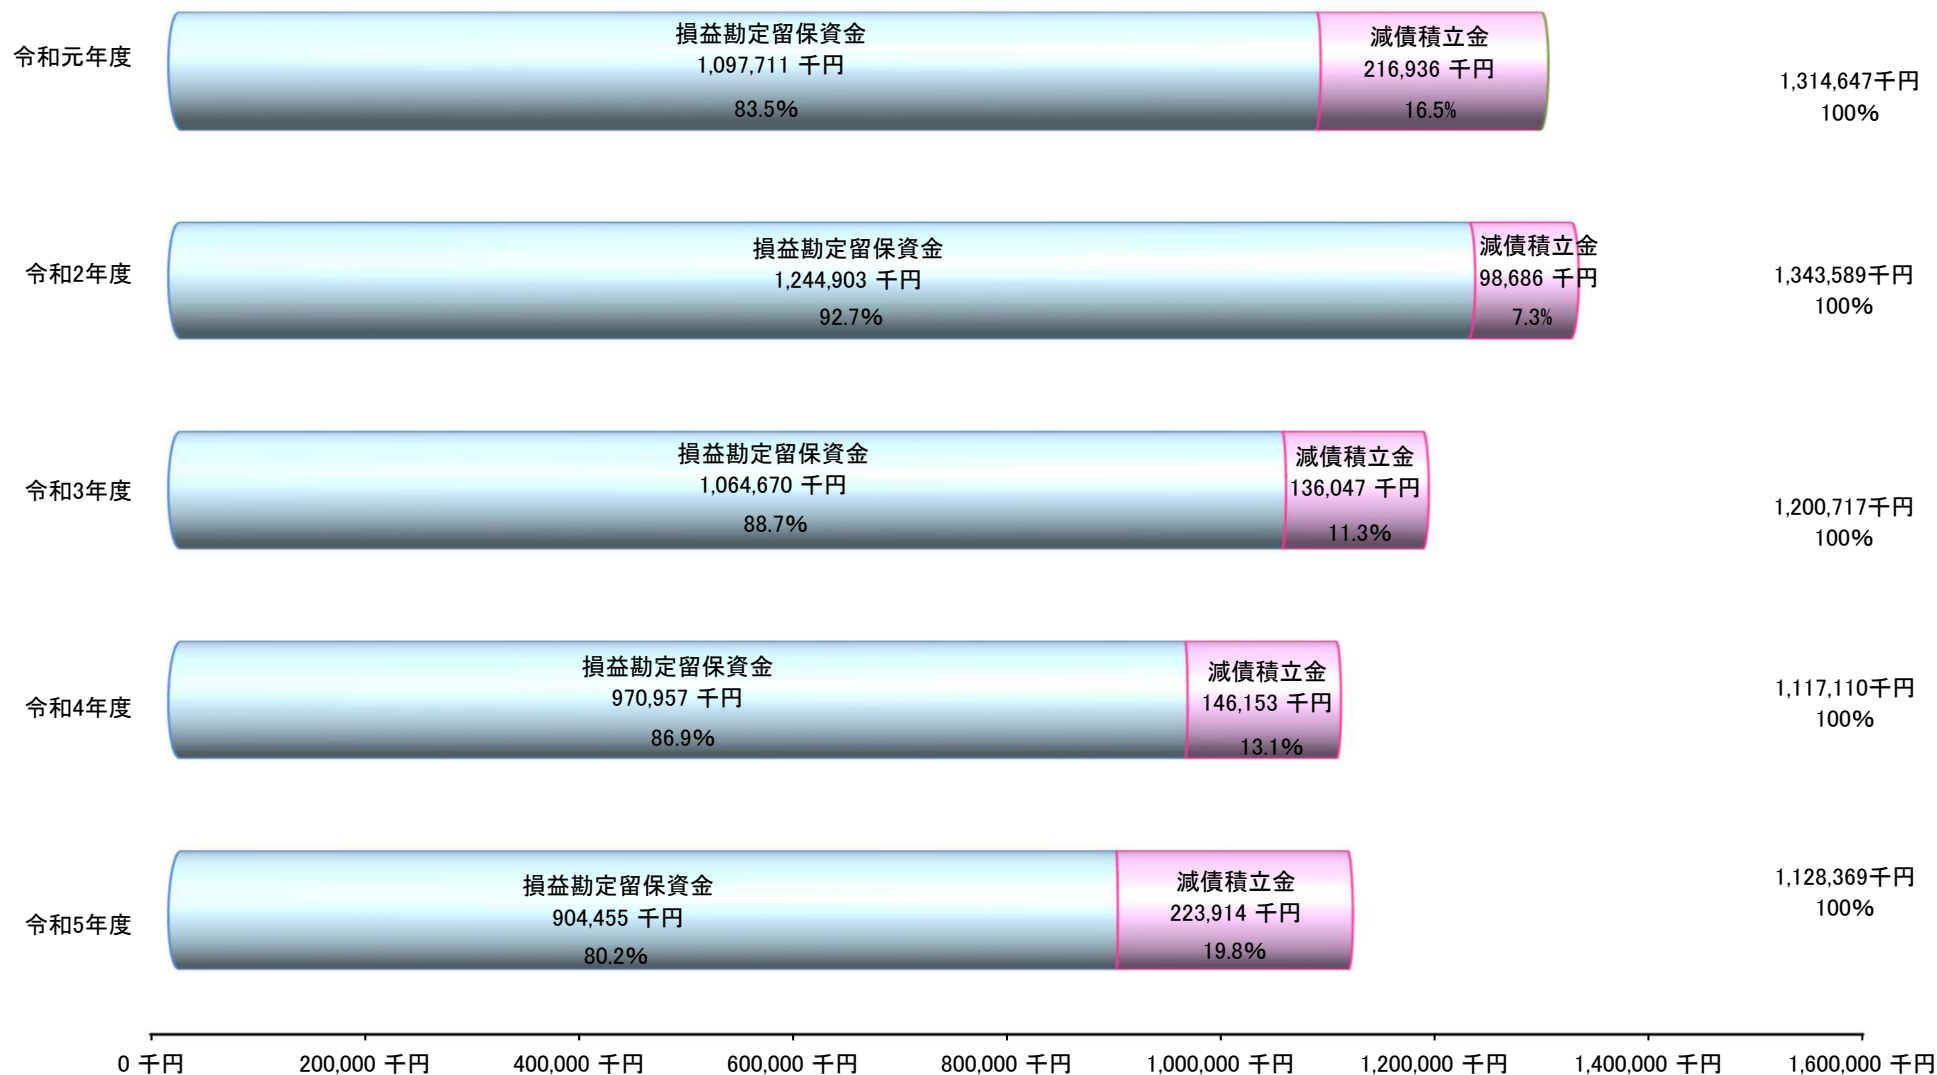 令和元年度
損益勘定留保資金
1,097,711 千円
83.5%
減債積立金
216,936 千円
16.5%
1,314,647千円
100%
令和2年度
損益勘定留保資金
1,244,903 千円
92.7%
減債積立金
98,686 千円
7.3%
1,343,589千円
100%
令和3年度
損益勘定留保資金
1,064,670 千円
88.7%
減債積立金
136,047 千円
11.3%
1,200,717千円
100%
令和4年度
損益勘定留保資金
970,957 千円
86.9%
減債積立金
146,153 千円
13.1%
1,117,110千円
100%
令和5年度
損益勘定留保資金
904,455 千円
80.2%
減債積立金
223,914 千円
19.8%
1,128,369千円
100%
0 千円 200,000 千円 400,000 千円 600,000 千円 800,000 千円 1,000,000 千円 1,200,000 千円 1,400,000 千円 1,600,000 千円